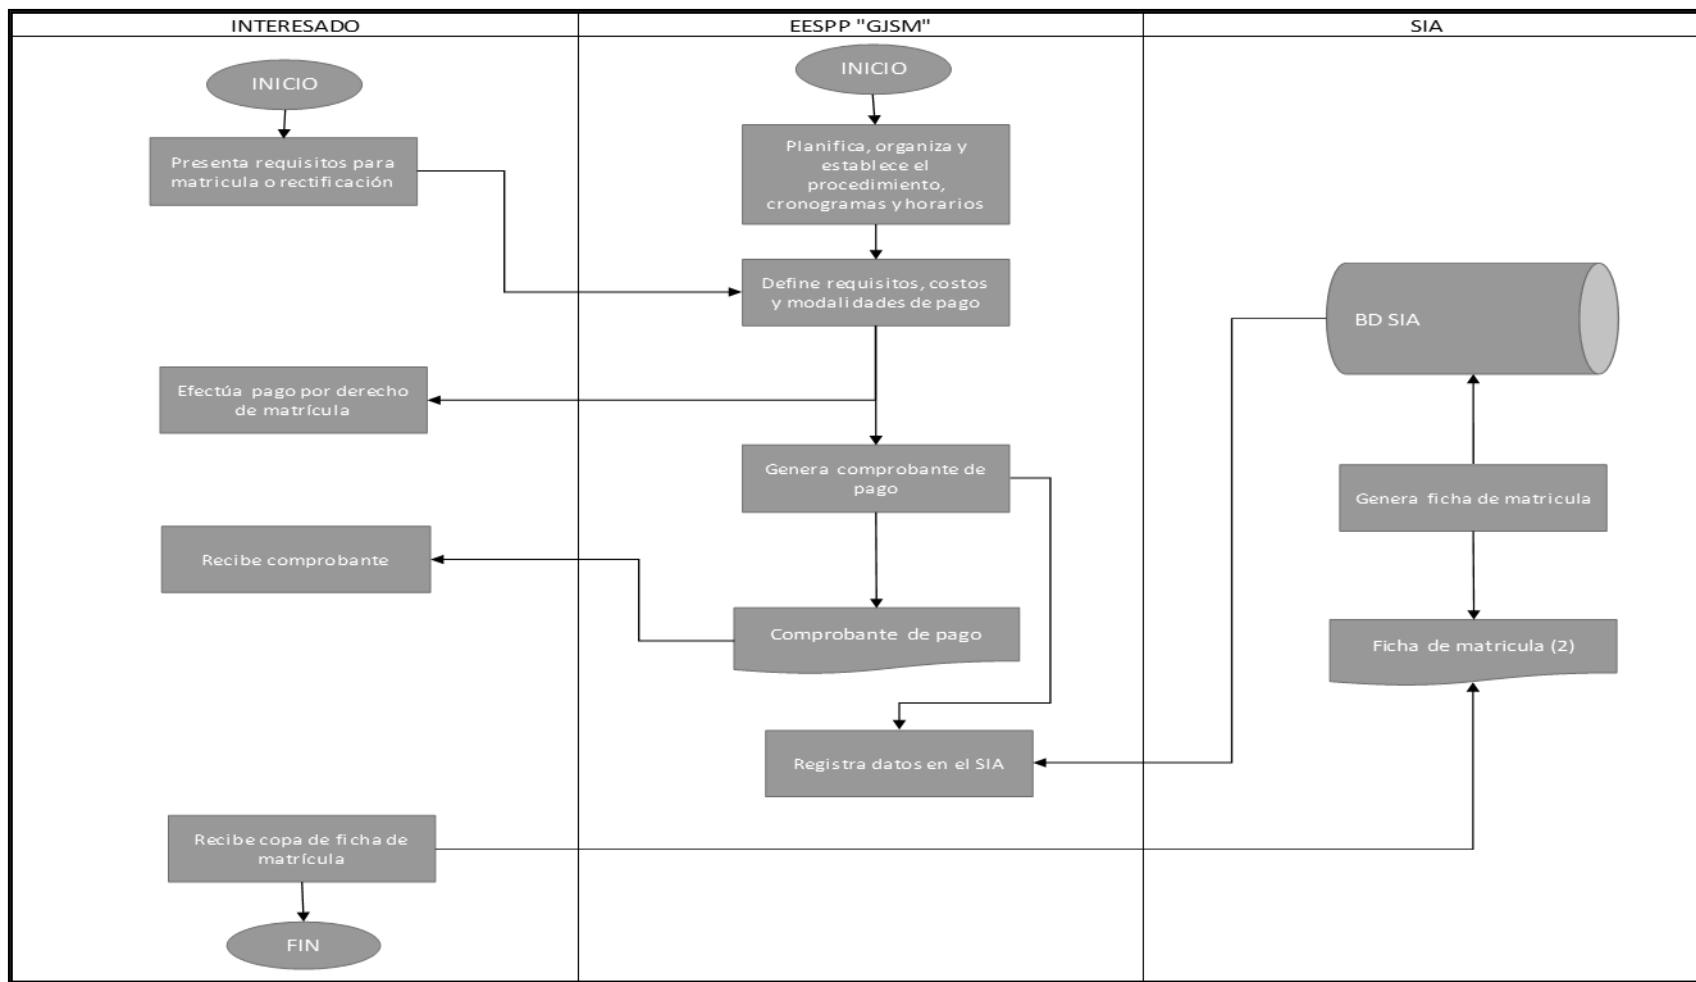 INTERESADO
EESPP "GJSM"
SIA
INICIO
INICIO
Presenta requisitos para
matricula o rectificación
Planifica, organiza y
establece el
procedimiento,
cronogramas y horarios
Define requisitos, costos
y modalidades de pago
BD SIA
Efectúa pago por derecho
de matrícula
Genera comprobante de
pago
Genera ficha de matricula
Recibe comprobante
Comprobante de pago
Ficha de matricula (2)
Registra datos en el SIA
Recibe copa de ficha de
matrícula
FIN